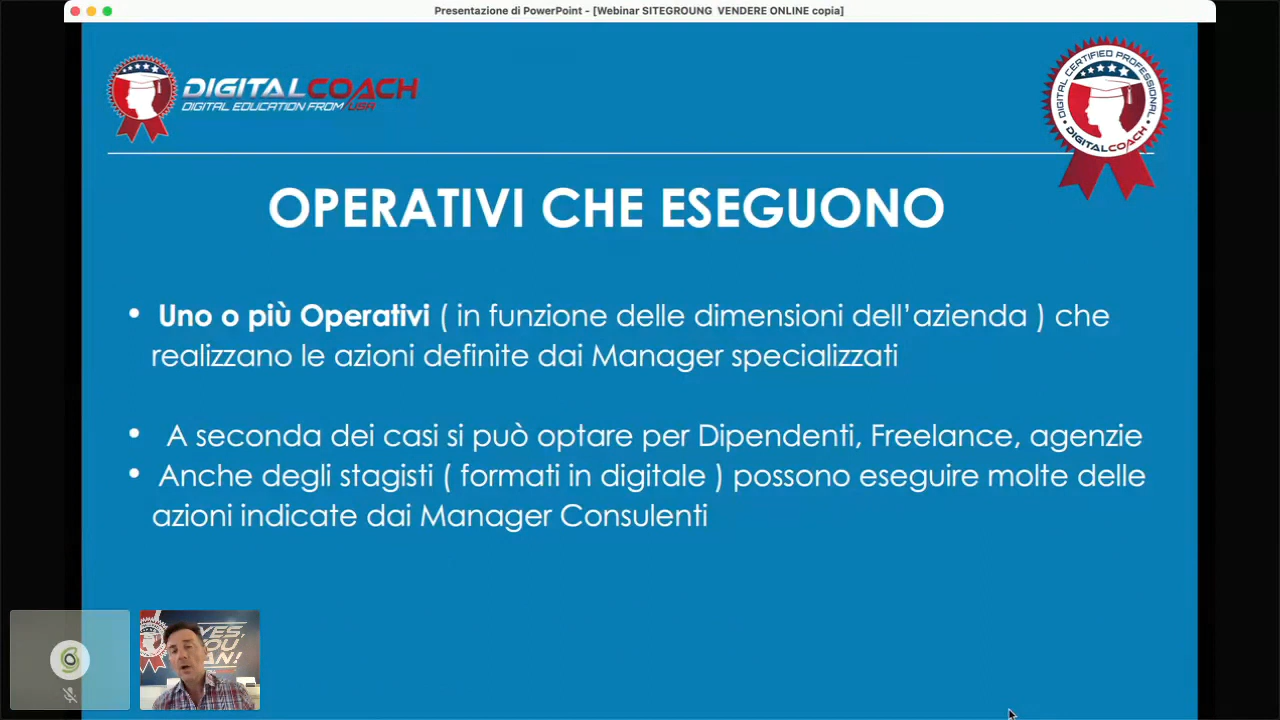 Presentazione di PowerPoint - [Webinar SITEGROUNG VENDERE ONLINE copia]
DIGITALCOACH
DIGITAL EDUCATION FROM USA
DIGITAL CERTIFIED PROFESSIONAL
• DIGITALCOACH •
OPERATIVI CHE ESEGUONO
• Uno o più Operativi ( in funzione delle dimensioni dell’azienda ) che
realizzano le azioni definite dai Manager specializzati
• A seconda dei casi si può optare per Dipendenti, Freelance, agenzie
• Anche degli stagisti ( formati in digitale ) possono eseguire molte delle
azioni indicate dai Manager Consulenti
YES,
YOU
AN!